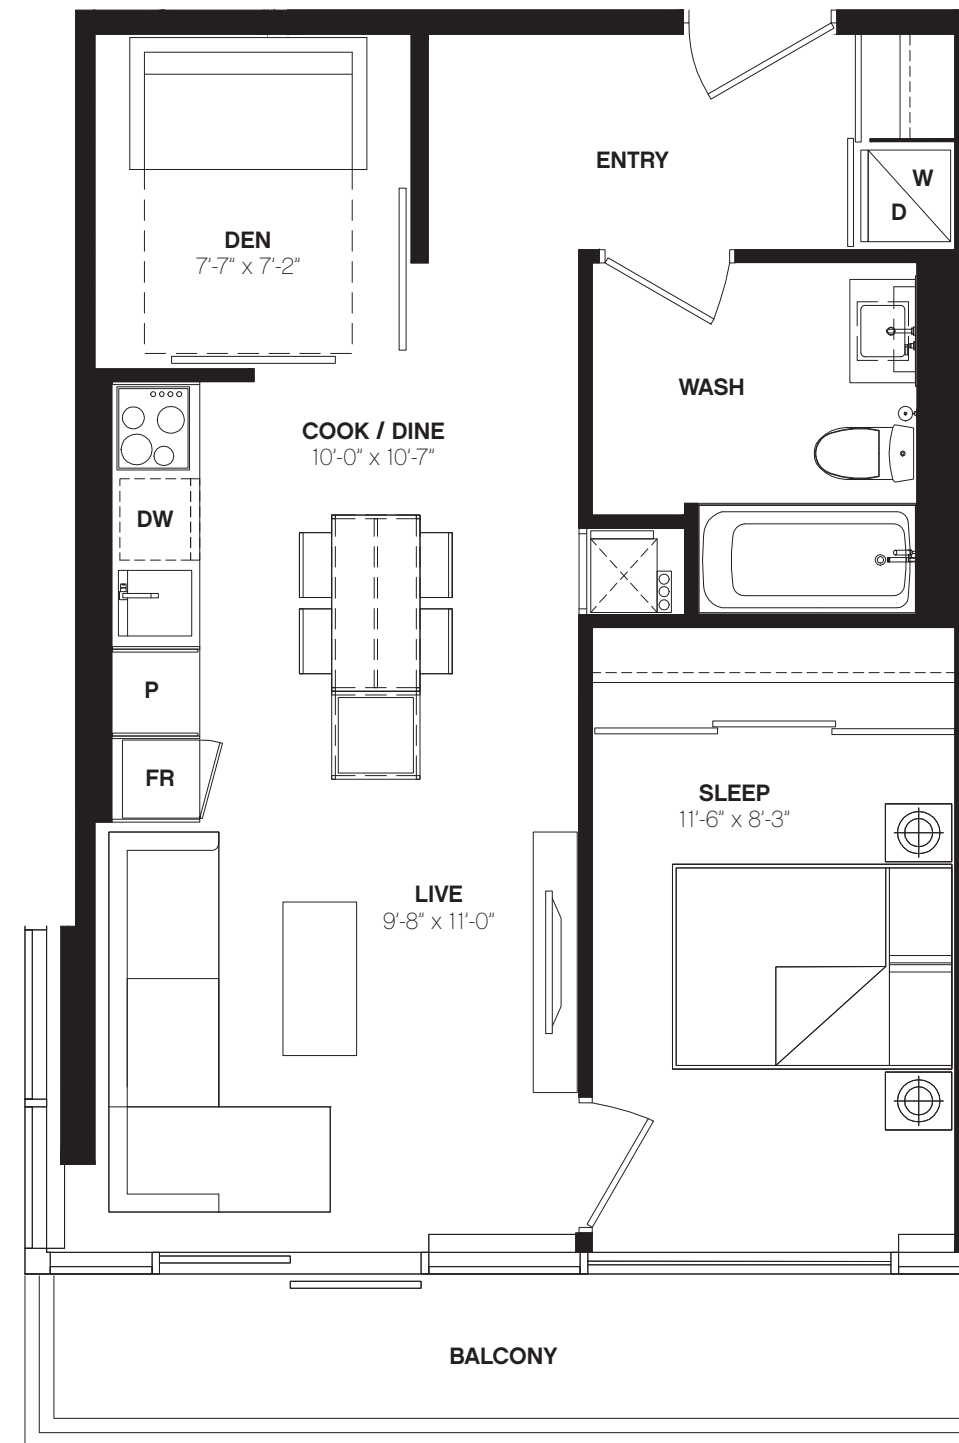 ENTRY
W
D
DEN
7'-7" x 7'-2"
WASH
COOK / DINE
10'-0" x 10'-7"
DW
P
FR
SLEEP
11'-6" x 8'-3"
LIVE
9'-8" x 11'-0"
BALCONY